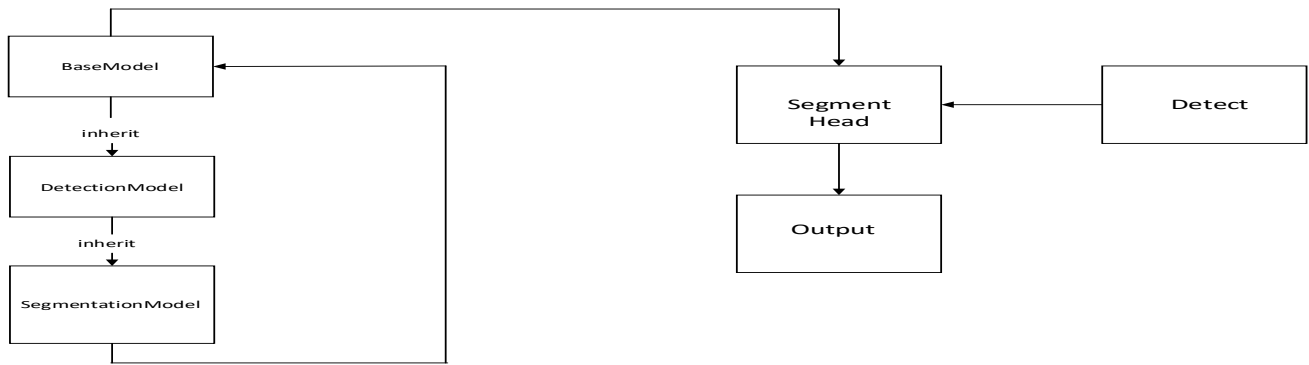 BaseModel
inherit
DetectionModel
inherit
SegmentationModel
Segment
Head
Detect
Output